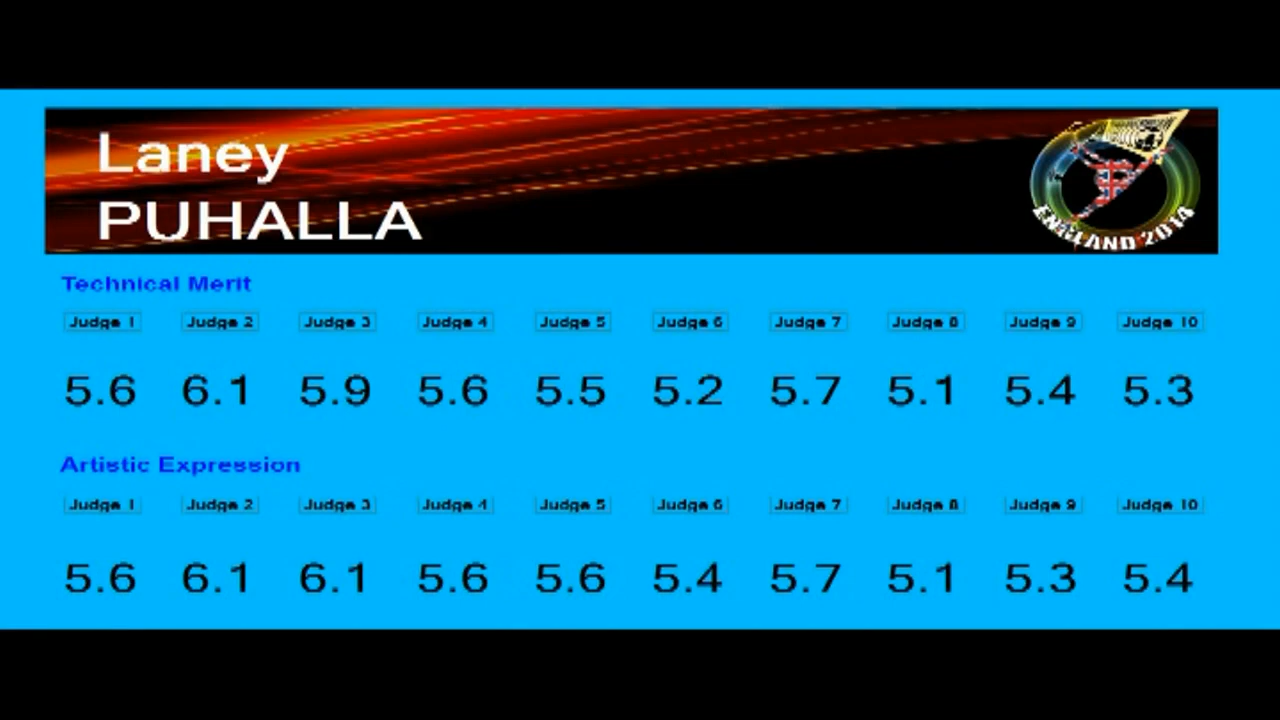 Laney
PUHALLA
ENGLAND 2014
Technical Merit
Judge 1 Judge 2 Judge 3 Judge 4 Judge 5 Judge 6 Judge 7 Judge 8 Judge 9 Judge 10
5.6 6.1 5.9 5.6 5.5 5.2 5.7 5.1 5.4 5.3
Artistic Expression
Judge 1 Judge 2 Judge 3 Judge 4 Judge 5 Judge 6 Judge 7 Judge 8 Judge 9 Judge 10
5.6 6.1 6.1 5.6 5.6 5.4 5.7 5.1 5.3 5.4